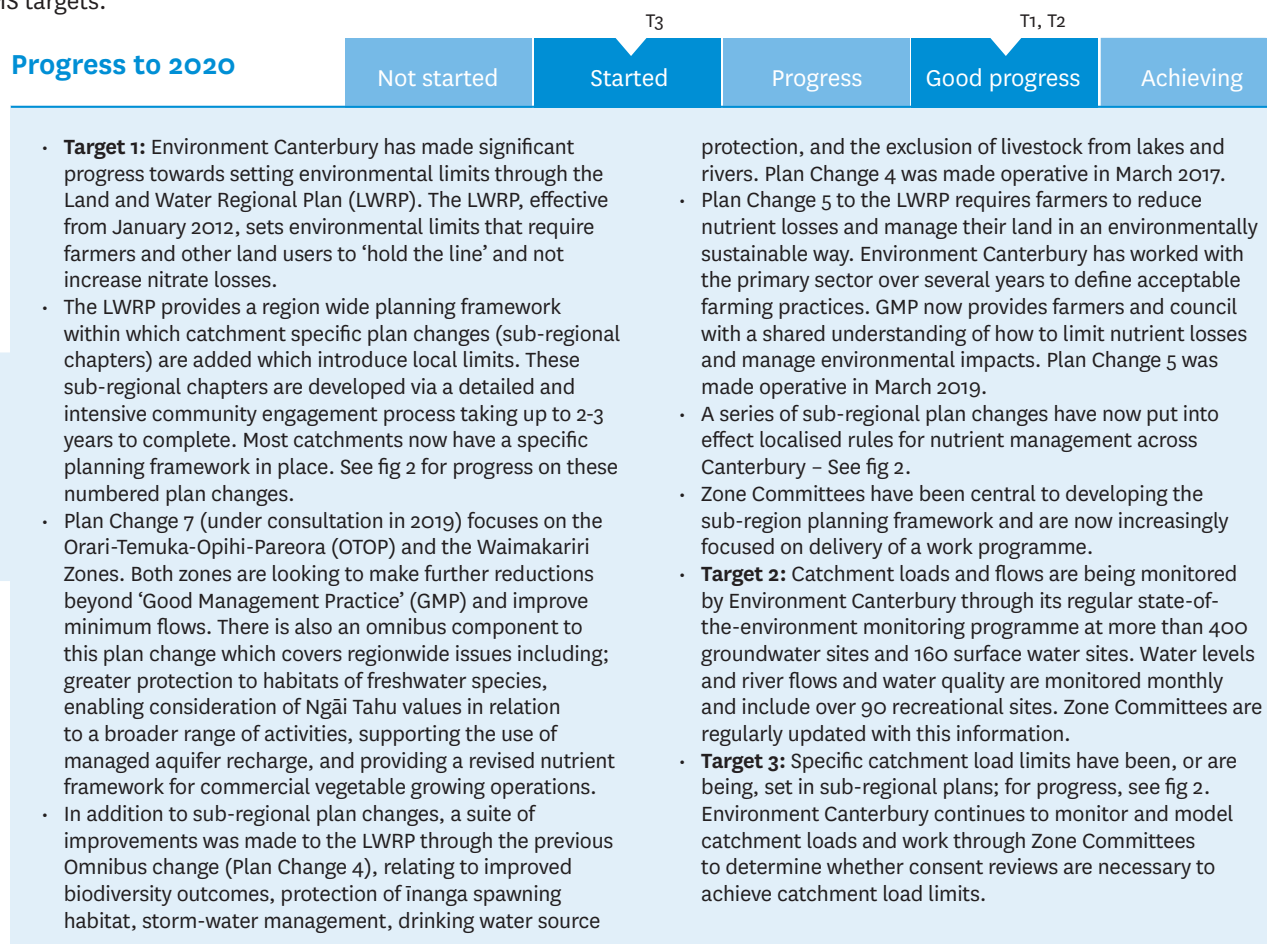 MS targets.
T3
T1, T2
Progress to 2020
Not started
Started
Progress
Good progress
Achieving
· Target 1: Environment Canterbury has made significant
progress towards setting environmental limits through the
Land and Water Regional Plan (LWRP). The LWRP, effective
from January 2012, sets environmental limits that require
farmers and other land users to ‘hold the line’ and not
increase nitrate losses.
· The LWRP provides a region wide planning framework
within which catchment specific plan changes (sub-regional
chapters) are added which introduce local limits. These
sub-regional chapters are developed via a detailed and
intensive community engagement process taking up to 2-3
years to complete. Most catchments now have a specific
planning framework in place. See fig 2 for progress on these
numbered plan changes.
· Plan Change 7 (under consultation in 2019) focuses on the
Orari-Temuka-Opihi-Pareora (OTOP) and the Waimakariri
Zones. Both zones are looking to make further reductions
beyond ‘Good Management Practice’ (GMP) and improve
minimum flows. There is also an omnibus component to
this plan change which covers regionwide issues including;
greater protection to habitats of freshwater species,
enabling consideration of Ngāi Tahu values in relation
to a broader range of activities, supporting the use of
managed aquifer recharge, and providing a revised nutrient
framework for commercial vegetable growing operations.
· In addition to sub-regional plan changes, a suite of
improvements was made to the LWRP through the previous
Omnibus change (Plan Change 4), relating to improved
biodiversity outcomes, protection of īnanga spawning
habitat, storm-water management, drinking water source
protection, and the exclusion of livestock from lakes and
rivers. Plan Change 4 was made operative in March 2017.
· Plan Change 5 to the LWRP requires farmers to reduce
nutrient losses and manage their land in an environmentally
sustainable way. Environment Canterbury has worked with
the primary sector over several years to define acceptable
farming practices. GMP now provides farmers and council
with a shared understanding of how to limit nutrient losses
and manage environmental impacts. Plan Change 5 was
made operative in March 2019.
· A series of sub-regional plan changes have now put into
effect localised rules for nutrient management across
Canterbury – See fig 2.
· Zone Committees have been central to developing the
sub-region planning framework and are now increasingly
focused on delivery of a work programme.
· Target 2: Catchment loads and flows are being monitored
by Environment Canterbury through its regular state-of-
the-environment monitoring programme at more than 400
groundwater sites and 160 surface water sites. Water levels
and river flows and water quality are monitored monthly
and include over 90 recreational sites. Zone Committees are
regularly updated with this information.
· Target 3: Specific catchment load limits have been, or are
being, set in sub-regional plans; for progress, see fig 2.
Environment Canterbury continues to monitor and model
catchment loads and work through Zone Committees
to determine whether consent reviews are necessary to
achieve catchment load limits.